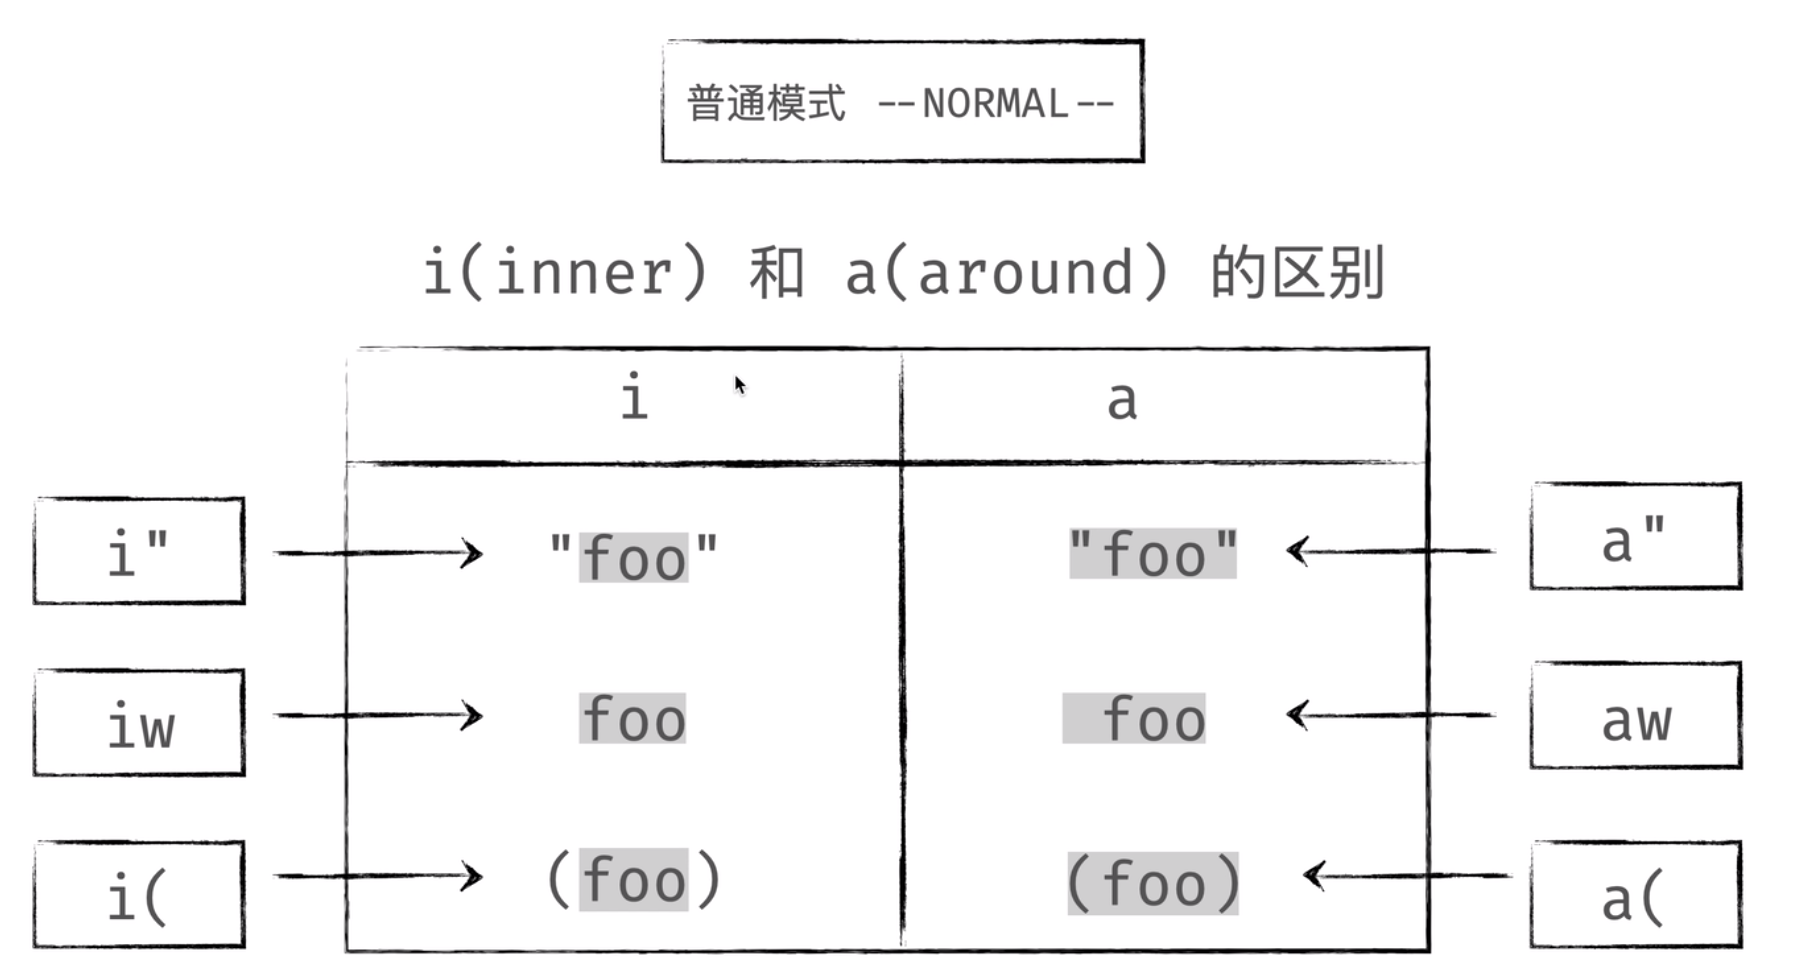 普通模式 --NORMAL--
i(inner) 和 a(around) 的区别
i a
i" "foo" "foo" a"
iw foo foo aw
i( (foo) (foo) a(